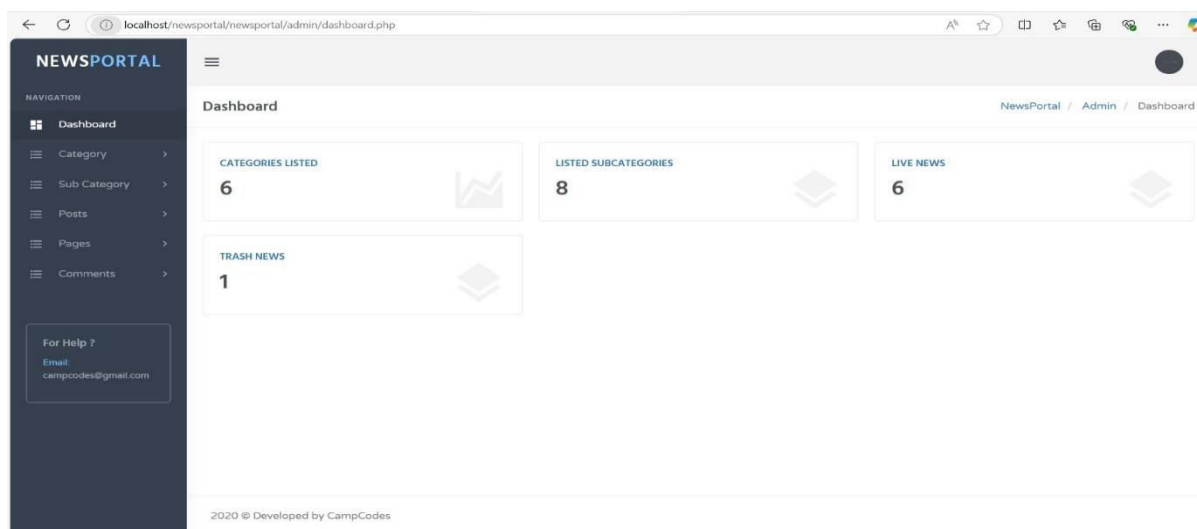 localhost/newsportal/newsportal/admin/dashboard.php
NEWSPORTAL
NAVIGATION
Dashboard
Category
Sub Category
Posts
Pages
Comments
For Help ?
Email:
campcodes@gmail.com
Dashboard
NewsPortal / Admin / Dashboard
CATEGORIES LISTED
6
LISTED SUBCATEGORIES
8
LIVE NEWS
6
TRASH NEWS
1
2020 © Developed by CampCodes